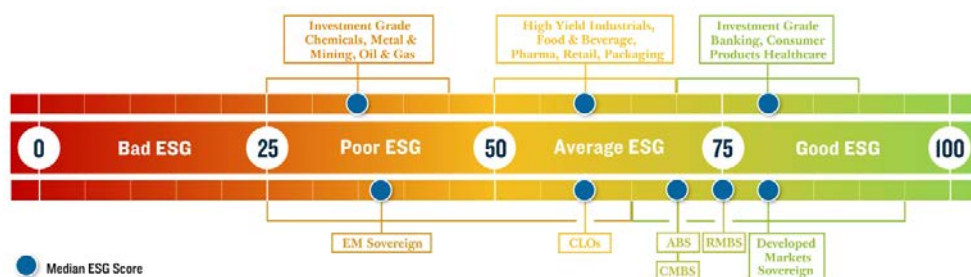 Investment Grade
Chemicals, Metal &
Mining, Oil & Gas
High Yield Industrials,
Food & Beverage,
Pharma, Retail, Packaging
Investment Grade
Banking, Consumer
Products Healthcare
0 Bad ESG 25 Poor ESG 50 Average ESG 75 Good ESG 100
EM Sovereign
CLOs
ABS
CMBS
RMBS
Developed
Markets
Sovereign
Median ESG Score